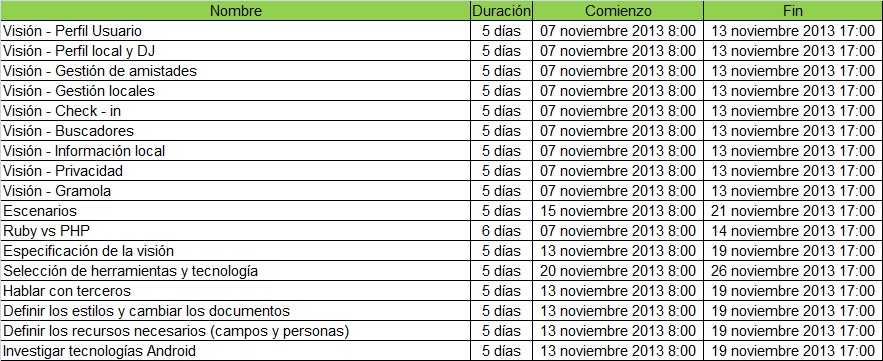 Nombre Duración Comienzo Fin
Visión - Perfil Usuario 5 días 07 noviembre 2013 8:00 13 noviembre 2013 17:00
Visión - Perfil local y DJ 5 días 07 noviembre 2013 8:00 13 noviembre 2013 17:00
Visión - Gestión de amistades 5 días 07 noviembre 2013 8:00 13 noviembre 2013 17:00
Visión - Gestión locales 5 días 07 noviembre 2013 8:00 13 noviembre 2013 17:00
Visión - Check - in 5 días 07 noviembre 2013 8:00 13 noviembre 2013 17:00
Visión - Buscadores 5 días 07 noviembre 2013 8:00 13 noviembre 2013 17:00
Visión - Información local 5 días 07 noviembre 2013 8:00 13 noviembre 2013 17:00
Visión - Privacidad 5 días 07 noviembre 2013 8:00 13 noviembre 2013 17:00
Visión - Gramola 5 días 07 noviembre 2013 8:00 13 noviembre 2013 17:00
Escenarios 5 días 15 noviembre 2013 8:00 21 noviembre 2013 17:00
Ruby vs PHP 6 días 07 noviembre 2013 8:00 14 noviembre 2013 17:00
Especificación de la visión 5 días 13 noviembre 2013 8:00 19 noviembre 2013 17:00
Selección de herramientas y tecnología 5 días 20 noviembre 2013 8:00 26 noviembre 2013 17:00
Hablar con terceros 5 días 13 noviembre 2013 8:00 19 noviembre 2013 17:00
Definir los estilos y cambiar los documentos 5 días 13 noviembre 2013 8:00 19 noviembre 2013 17:00
Definir los recursos necesarios (campos y personas) 5 días 13 noviembre 2013 8:00 19 noviembre 2013 17:00
Investigar tecnologías Android 5 días 13 noviembre 2013 8:00 19 noviembre 2013 17:00